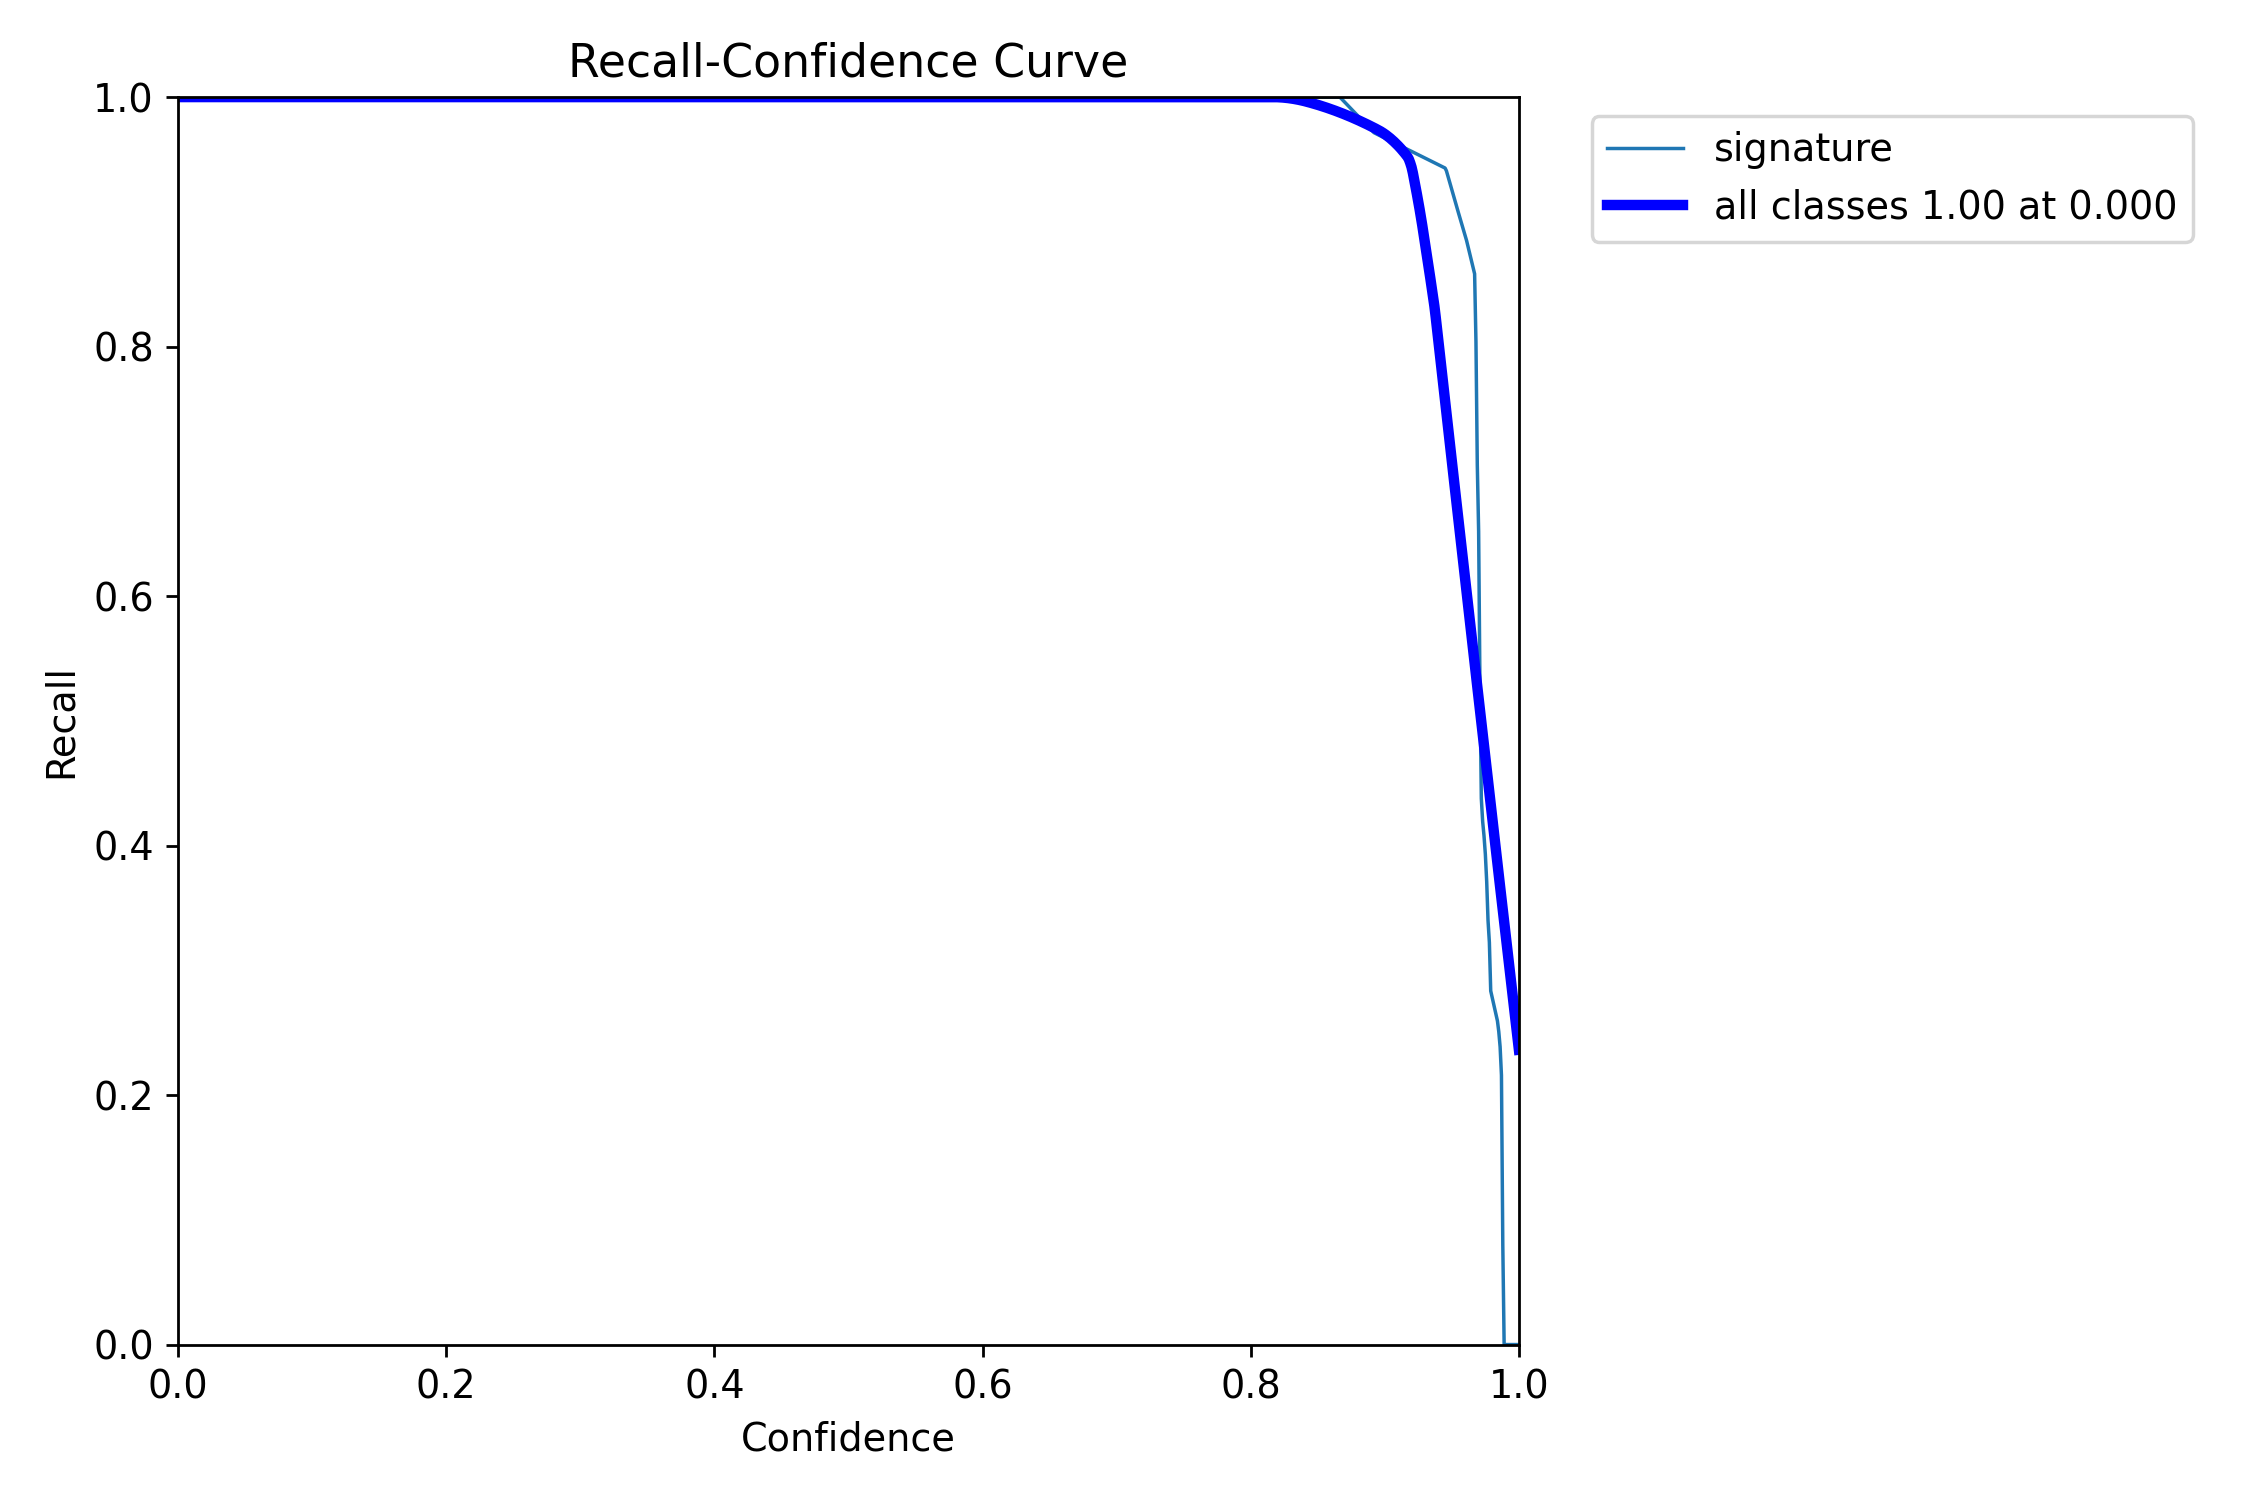 Recall-Confidence Curve
signature
all classes 1.00 at 0.000
Recall
1.0
0.8
0.6
0.4
0.2
0.0
0.0 0.2 0.4 0.6 0.8 1.0
Confidence